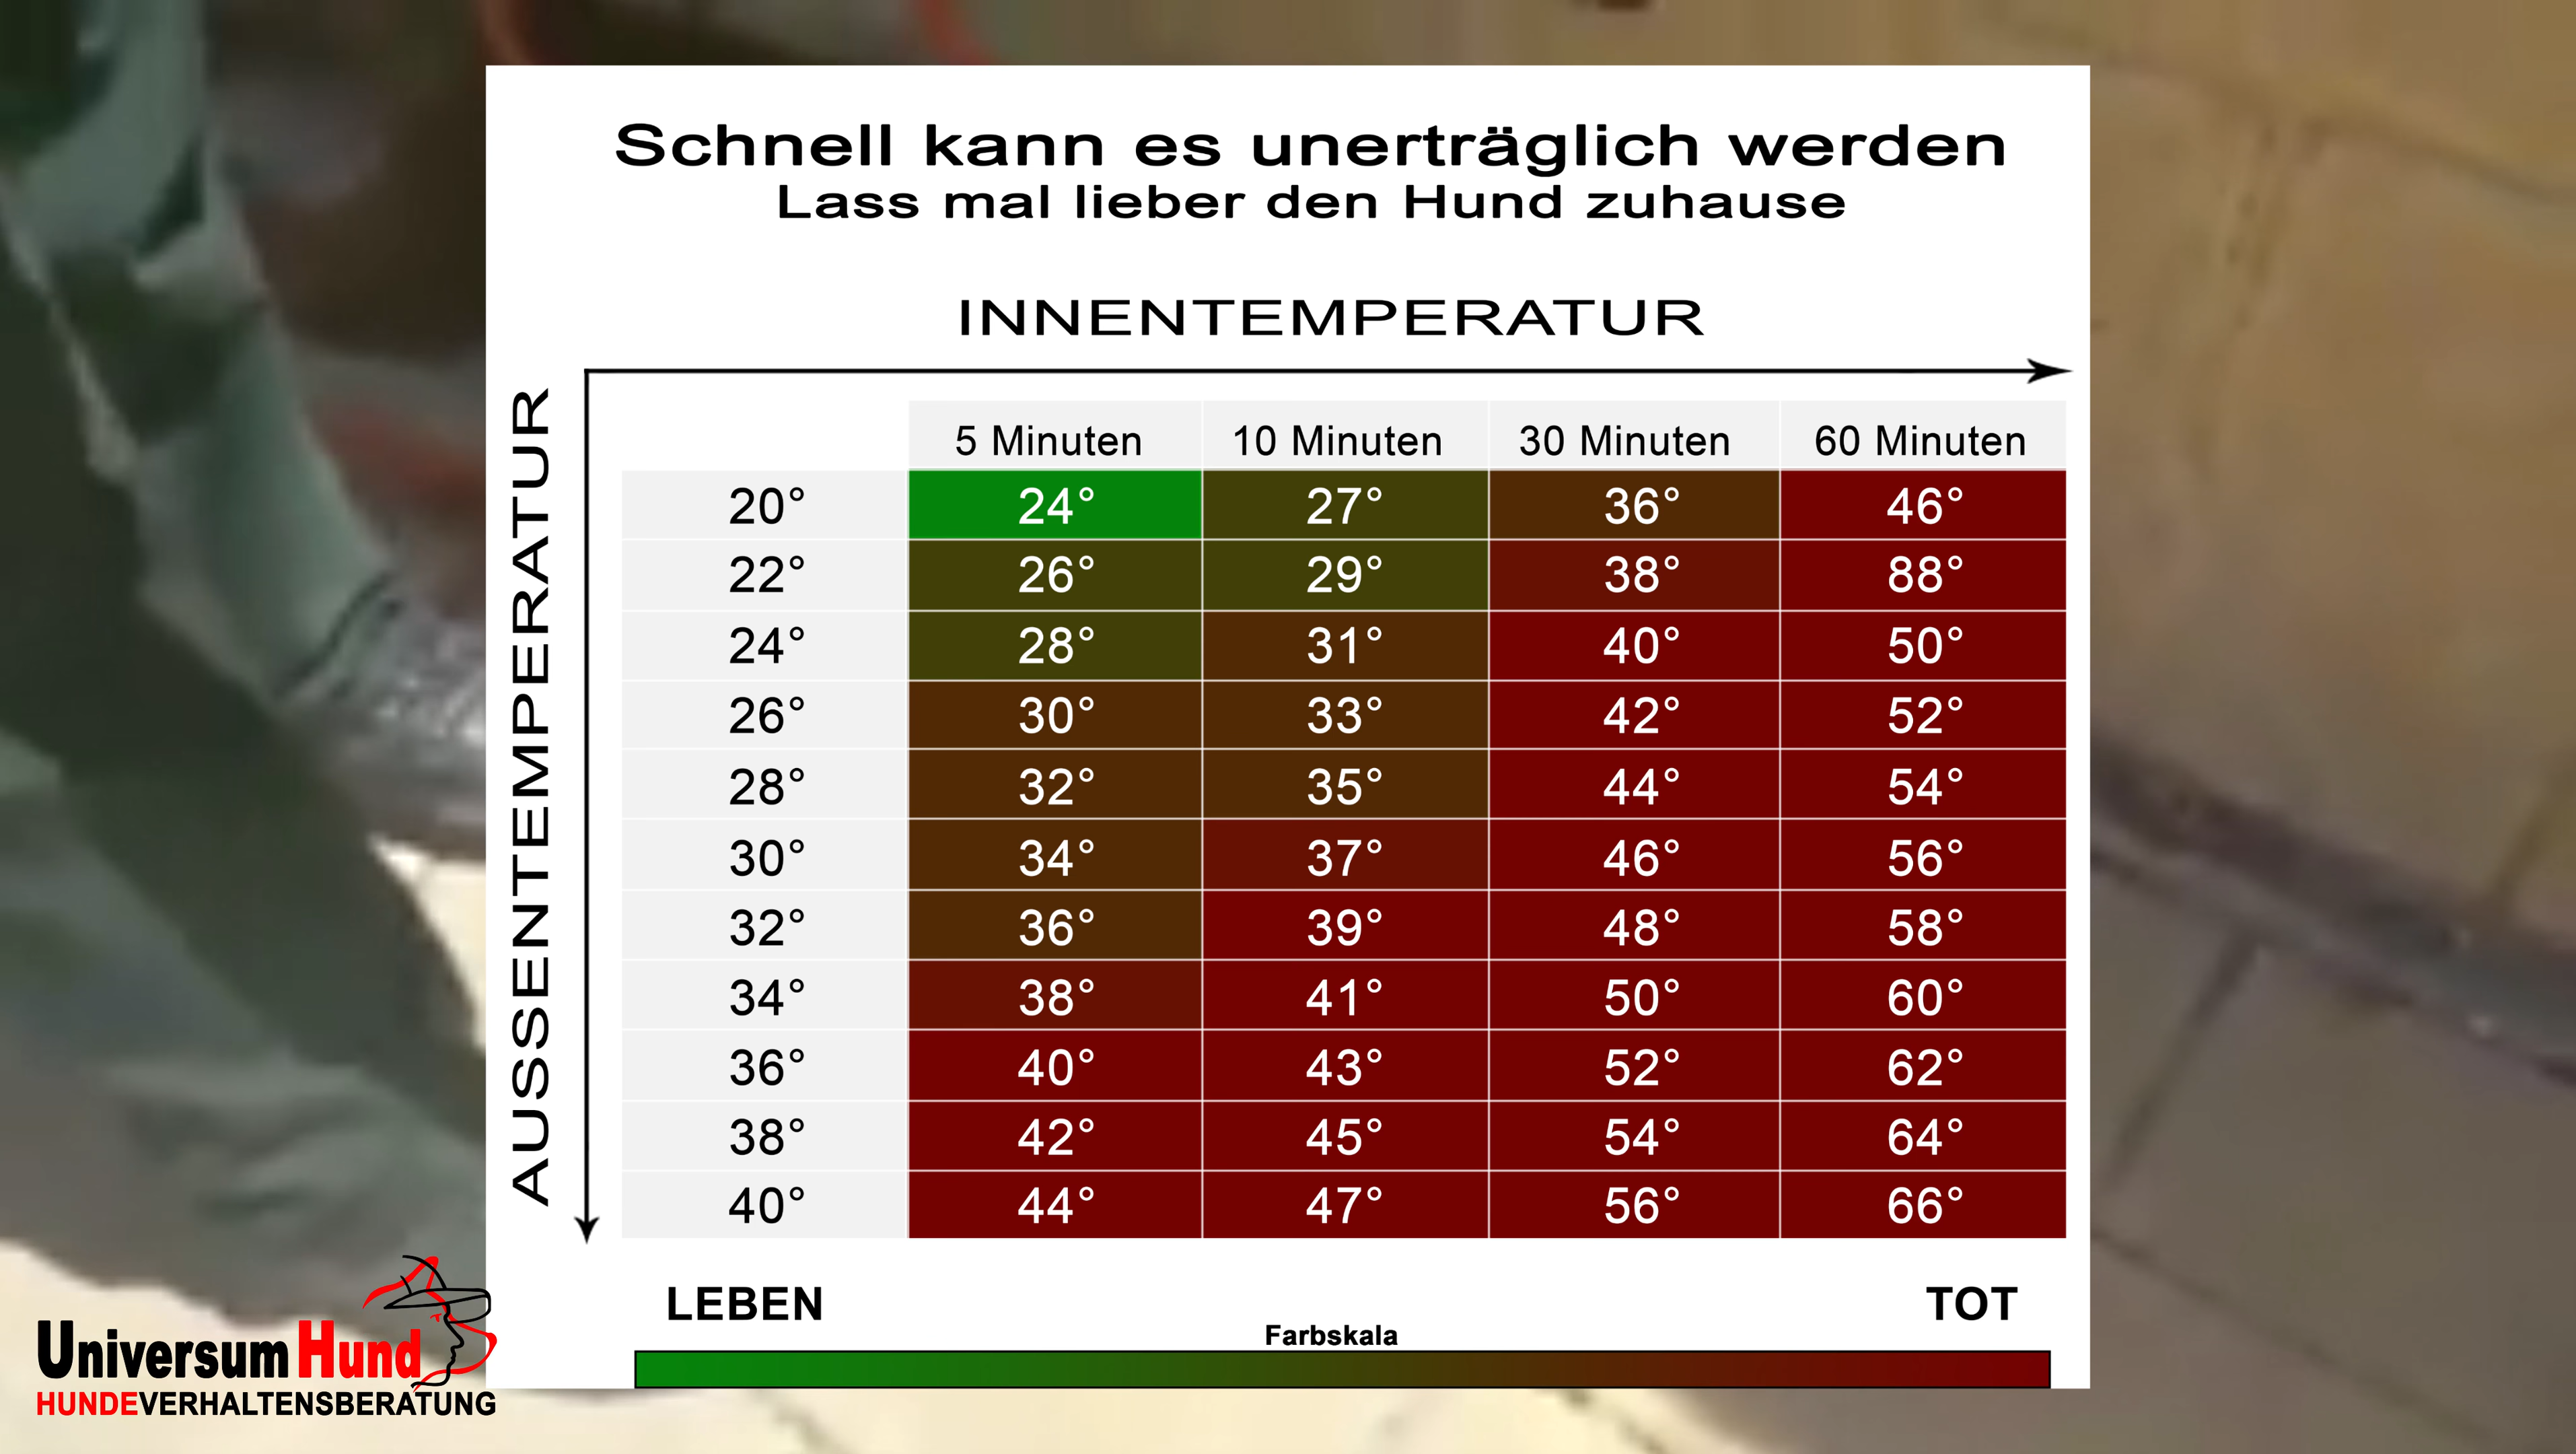 Schnell kann es unerträglich werden
Lass mal lieber den Hund zuhause
INNENTEMPERATUR
AUSSENTEMPERATUR
5 Minuten 10 Minuten 30 Minuten 60 Minuten
20° 24° 27° 36° 46°
22° 26° 29° 38° 88°
24° 28° 31° 40° 50°
26° 30° 33° 42° 52°
28° 32° 35° 44° 54°
30° 34° 37° 46° 56°
32° 36° 39° 48° 58°
34° 38° 41° 50° 60°
36° 40° 43° 52° 62°
38° 42° 45° 54° 64°
40° 44° 47° 56° 66°
LEBEN TOT
Farbskala
Universum Hund
HUNDEVERHALTENSBERATUNG